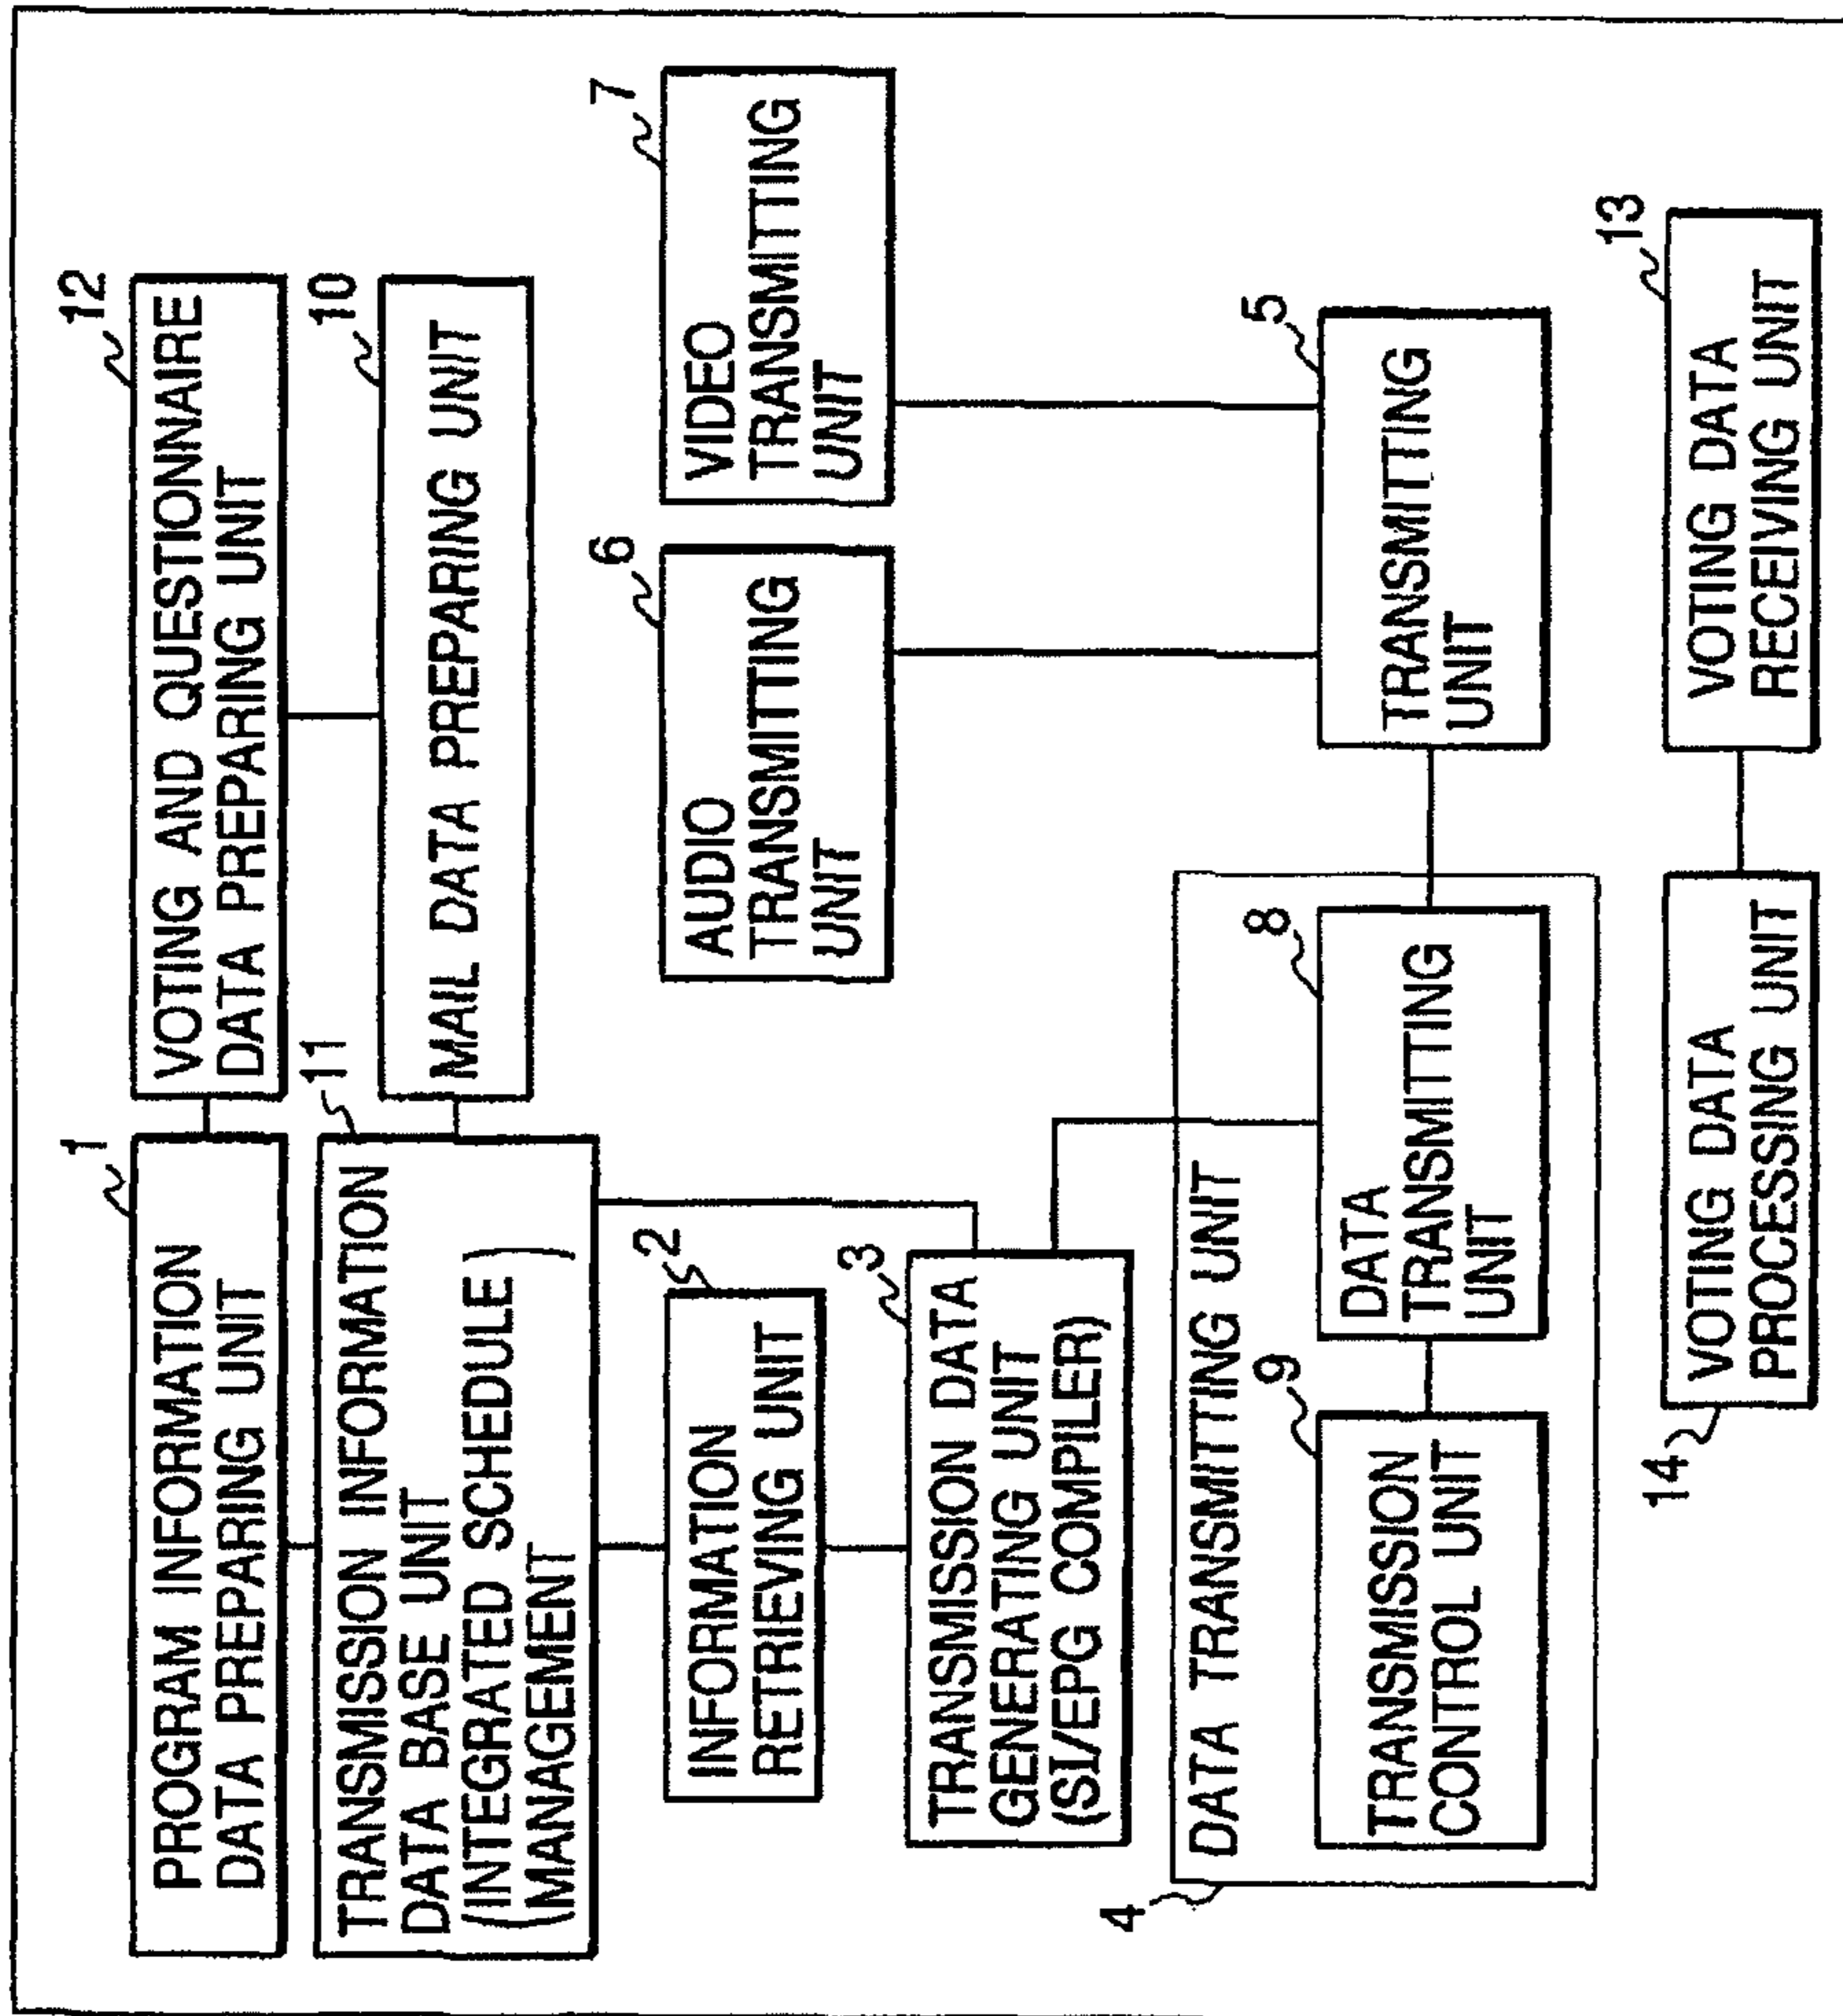 1
PROGRAM INFORMATION
DATA PREPARING UNIT
12
VOTING AND QUESTIONNAIRE
DATA PREPARING UNIT
11
TRANSMISSION INFORMATION
DATA BASE UNIT
(INTEGRATED SCHEDULE
MANAGEMENT)
10
MAIL DATA PREPARING UNIT
2
INFORMATION
RETRIEVING UNIT
6
AUDIO
TRANSMITTING
UNIT
7
VIDEO
TRANSMITTING
UNIT
3
TRANSMISSION DATA
GENERATING UNIT
(SI/EPG COMPILER)
4
DATA TRANSMITTING UNIT
9
TRANSMISSION
CONTROL UNIT
8
DATA
TRANSMITTING
UNIT
5
TRANSMITTING
UNIT
14
VOTING DATA
PROCESSING UNIT
13
VOTING DATA
RECEIVING UNIT